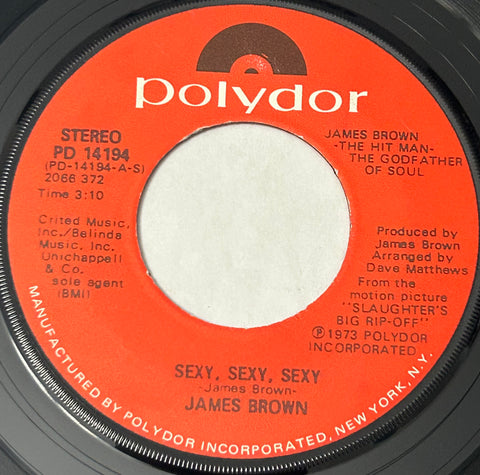 polydor
STEREO
PD 14194
(PD-14194-A-S)
2066 372
Time 3:10
Crited Music,
Inc./Belinda
Music, Inc.
Unichappell
& Co.
sole agent
(BMI)
JAMES BROWN
-THE HIT MAN-
THE GODFATHER
OF SOUL
Produced by
James Brown
Arranged by
Dave Matthews
From the
motion picture
"SLAUGHTER'S
BIG RIP-OFF"
℗ 1973 POLYDOR
INCORPORATED
SEXY, SEXY, SEXY
-James Brown-
JAMES BROWN
MANUFACTURED BY POLYDOR INCORPORATED, NEW YORK, N.Y.